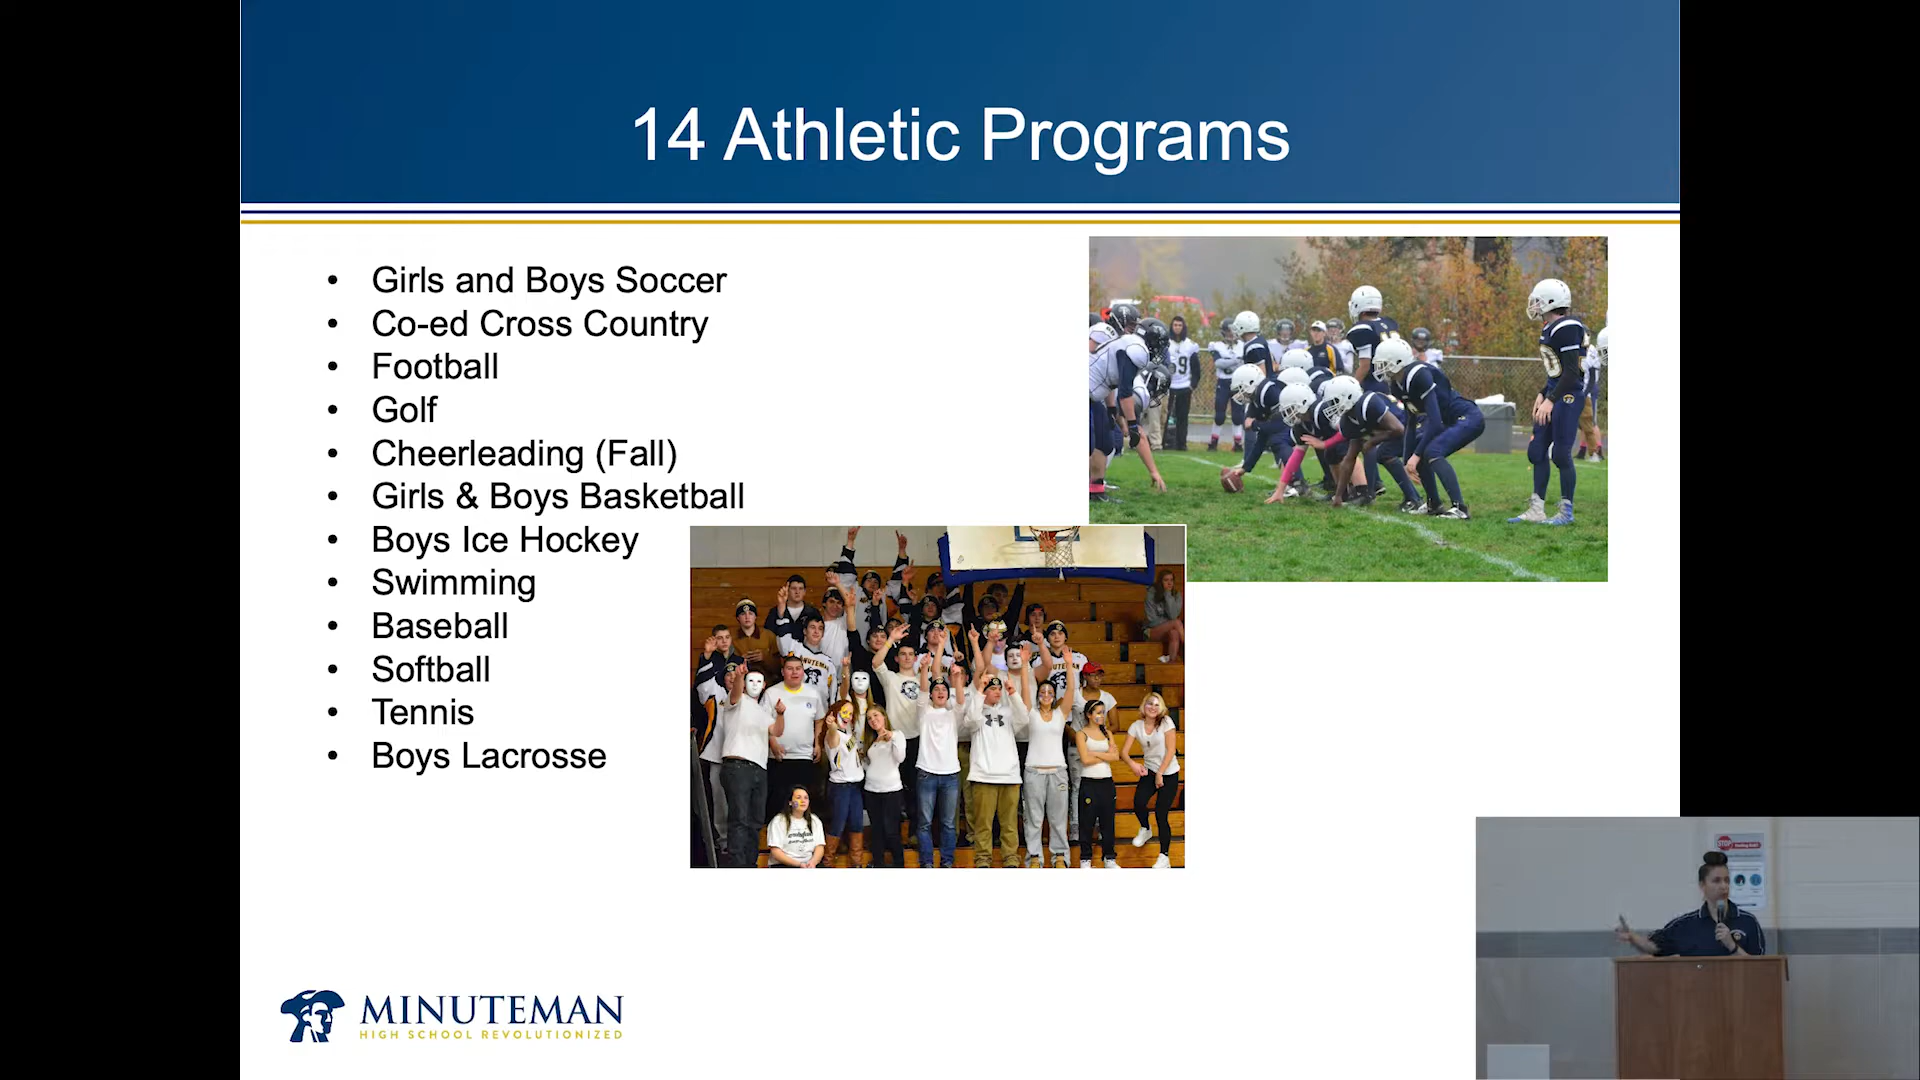 14 Athletic Programs
• Girls and Boys Soccer
• Co-ed Cross Country
• Football
• Golf
• Cheerleading (Fall)
• Girls & Boys Basketball
• Boys Ice Hockey
• Swimming
• Baseball
• Softball
• Tennis
• Boys Lacrosse
MINUTEMAN
HIGH SCHOOL REVOLUTIONIZED
STOP